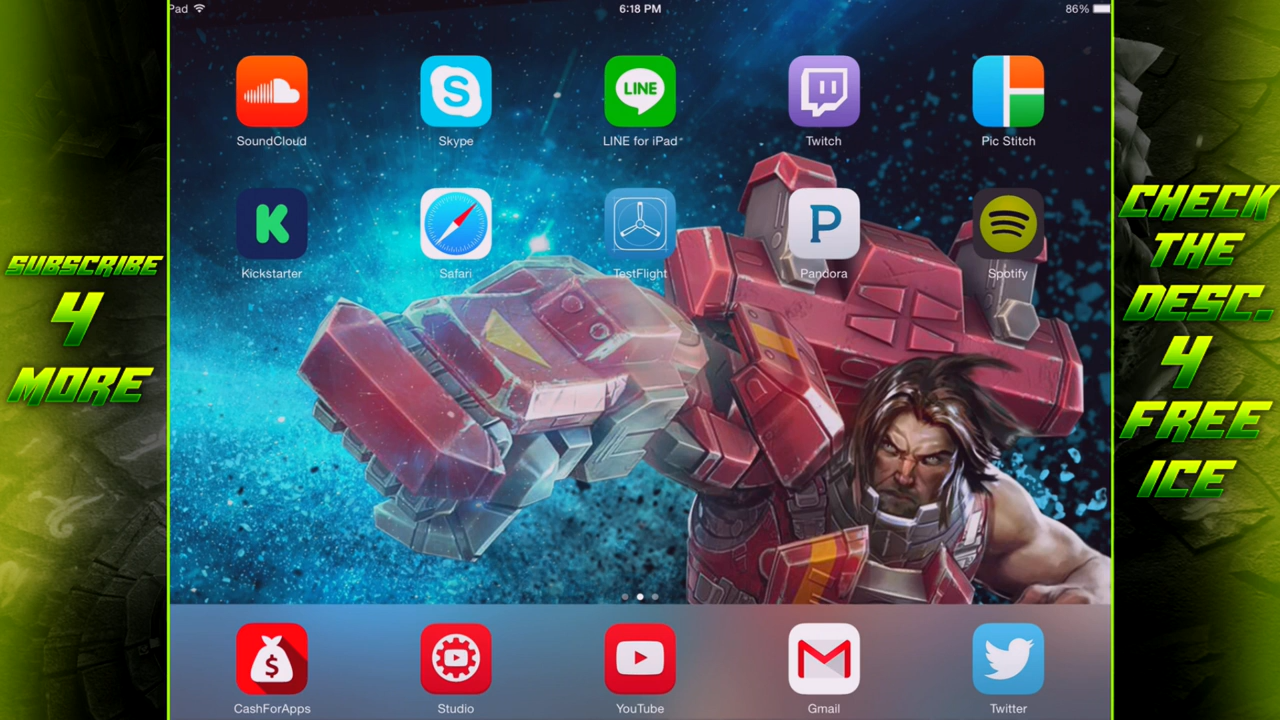 Pad
6:18 PM
86%
SoundCloud
Skype
LINE
LINE for iPad
Twitch
Pic Stitch
Kickstarter
Safari
TestFlight
Pandora
Spotify
SUBSCRIBE
4
MORE
CHECK
THE
DESC.
4
FREE
ICE
CashForApps
Studio
YouTube
Gmail
Twitter